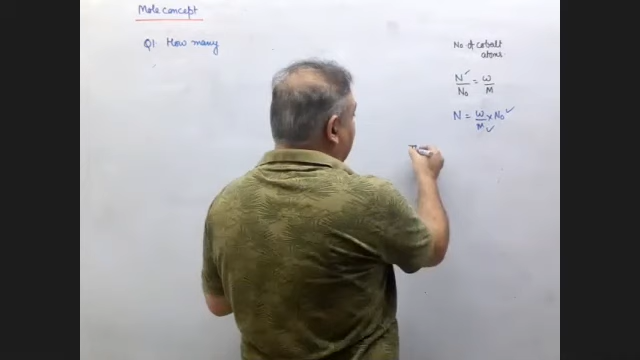 Mole concept
Q1. How many
No of cobalt
atoms.
N/N₀ = w/M
N = w/M × N₀